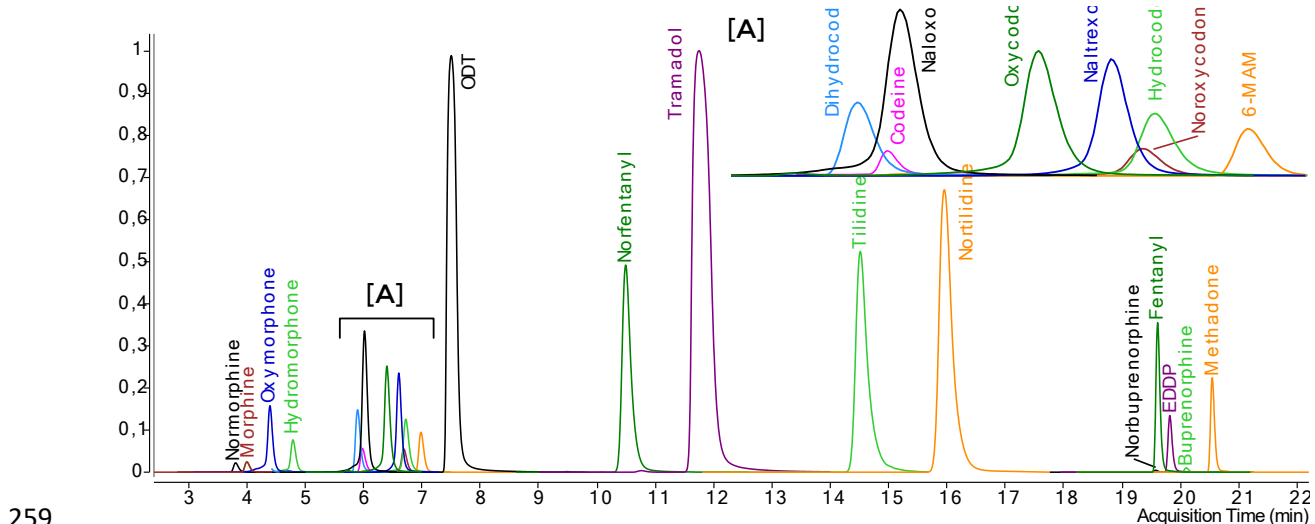 [A]
Dihydrocod
Codeine
Naloxo
Oxycodo
Naltrexo
Hydrocod
Noroxycodon
6-MAM
1
0,9
0,8
0,7
0,6
0,5
0,4
0,3
0,2
0,1
0
Normorphine
Morphine
Oxymorphone
Hydromorphone
[A]
ODT
Norfentanyl
Tramadol
Tilidine
Nortilidine
Norbuprenorphine
Fentanyl
EDDP
Buprenorphine
Methadone
3 4 5 6 7 8 9 10 11 12 13 14 15 16 17 18 19 20 21 22
Acquisition Time (min)
259